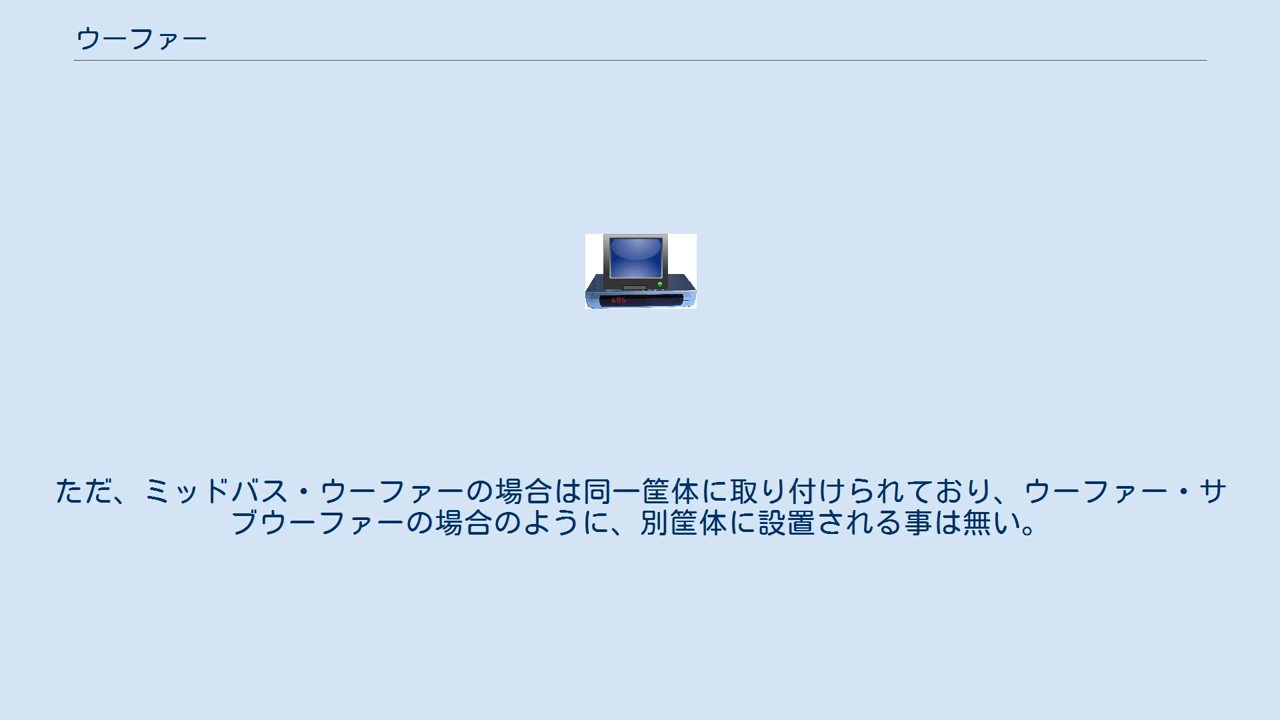 ウーファー
ただ、ミッドバス・ウーファーの場合は同一筐体に取り付けられており、ウーファー・サ
ブウーファーの場合のように、別筐体に設置される事は無い。